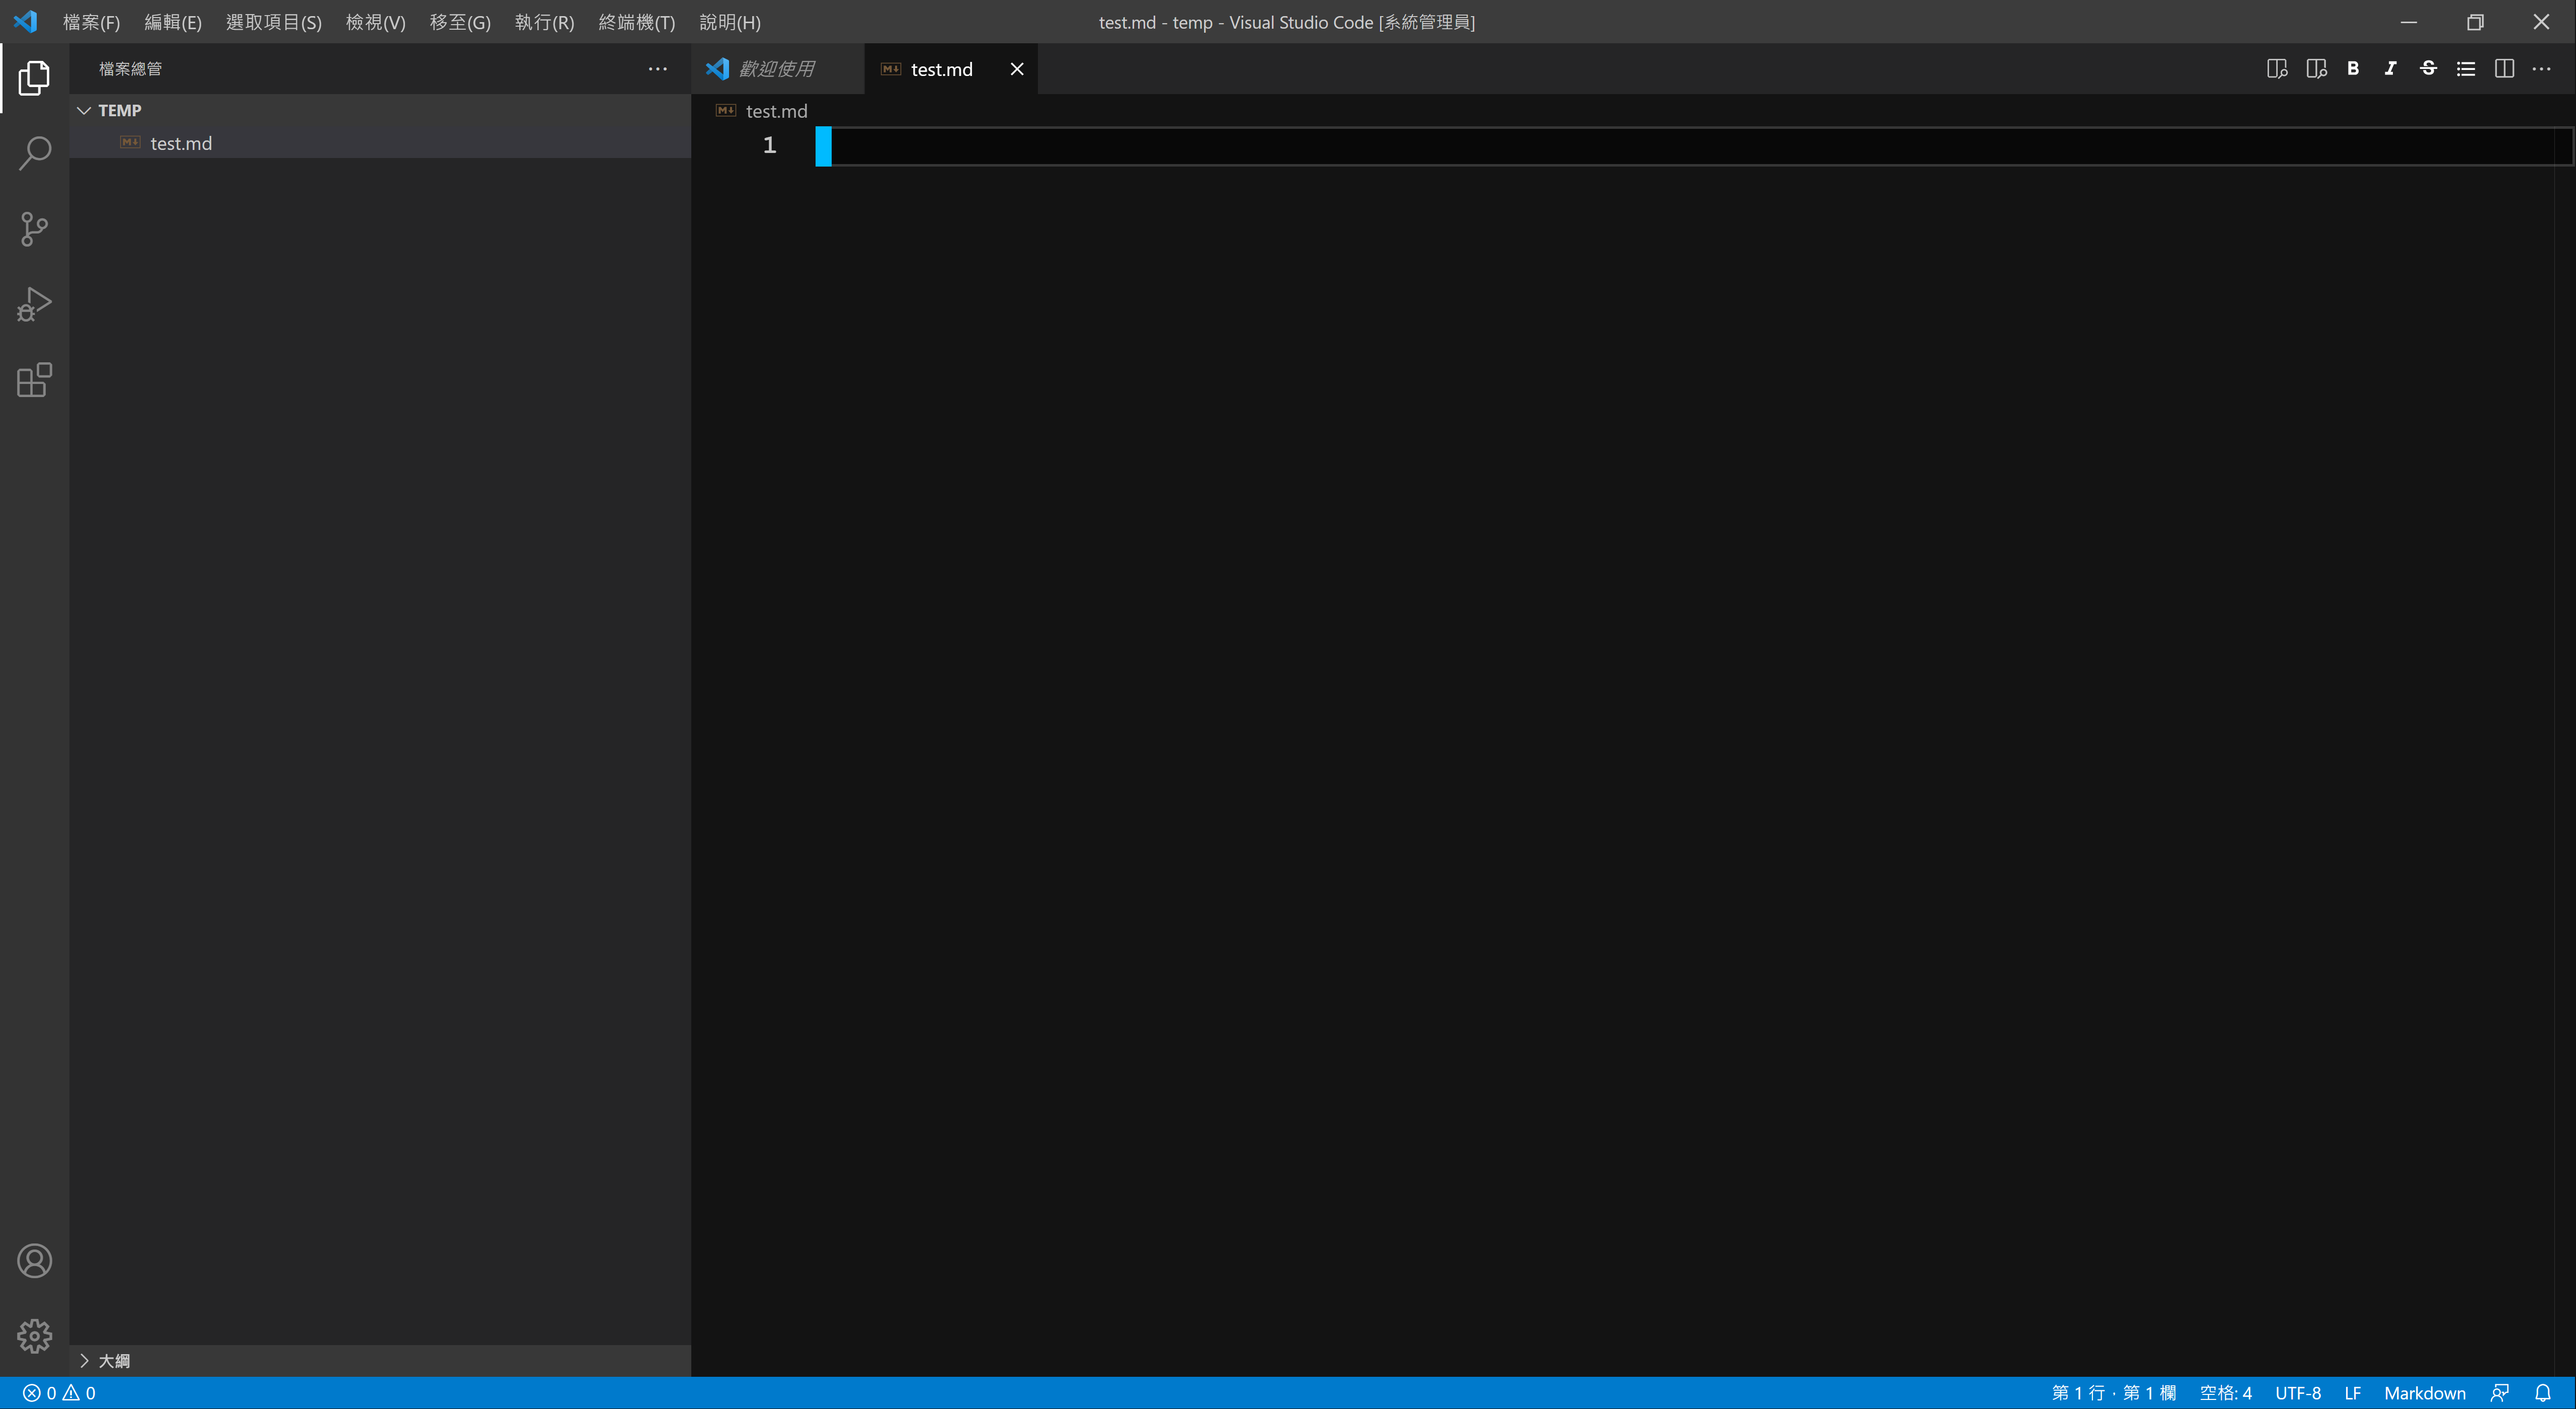 檔案(F) 編輯(E) 選取項目(S) 檢視(V) 移至(G) 執行(R) 終端機(T) 說明(H) test.md - temp - Visual Studio Code [系統管理員]
檔案總管
歡迎使用 test.md
TEMP
test.md
test.md
1
大綱
0 0 第 1 行，第 1 欄 空格: 4 UTF-8 LF Markdown